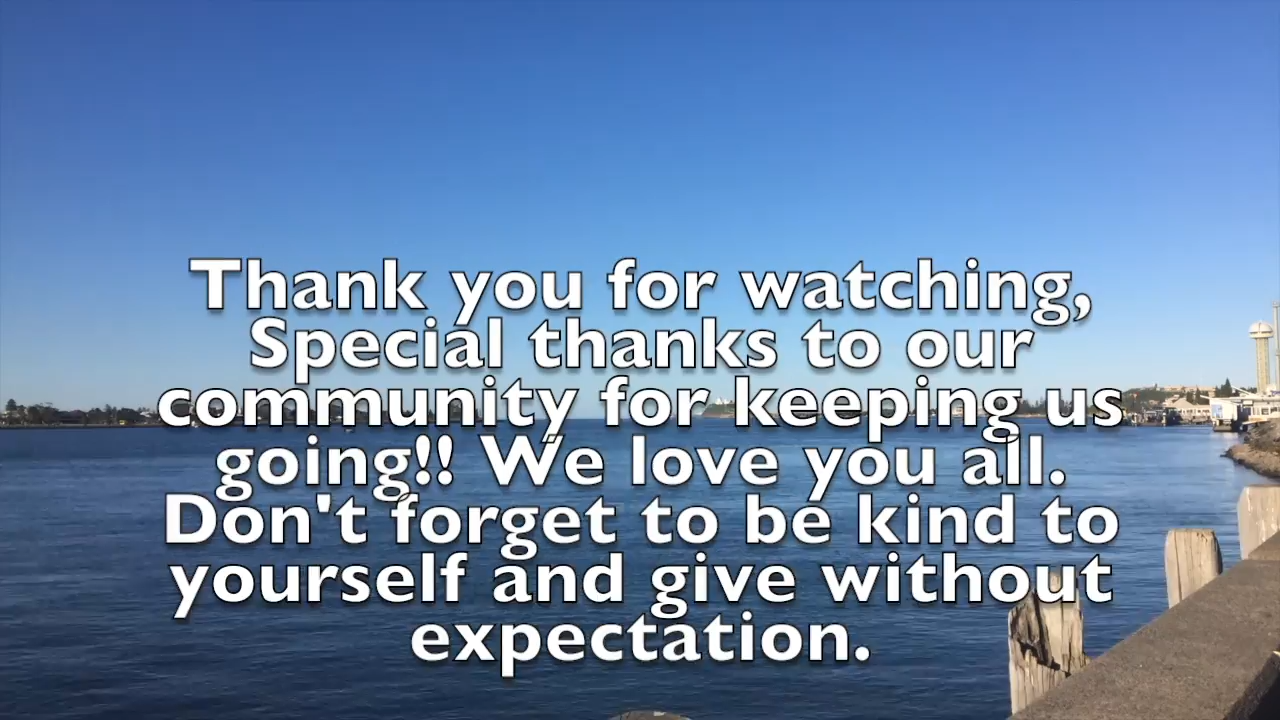 Thank you for watching,
Special thanks to our
community for keeping us
going!! We love you all.
Don't forget to be kind to
yourself and give without
expectation.